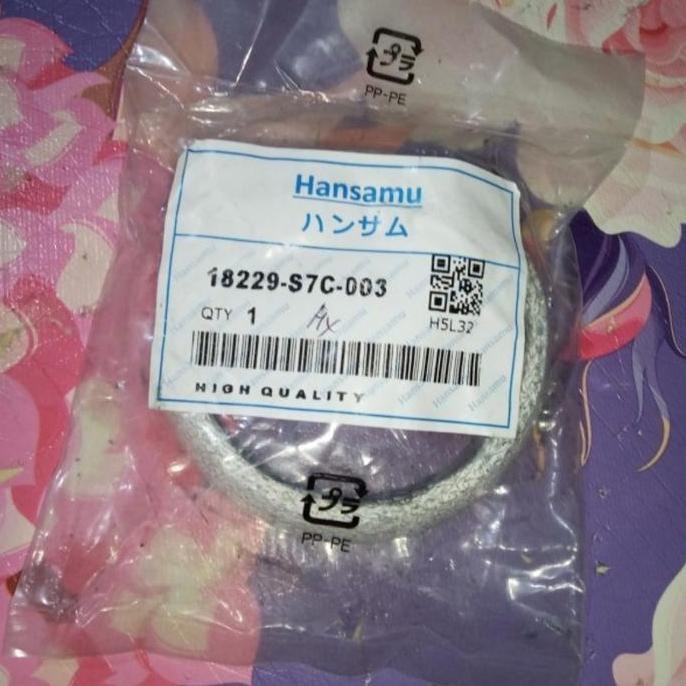 プラ
PP-PE
Hansamu
ハンサム
18229-S7C-003
QTY 1
H5L32
HIGH QUALITY
プラ
PP-PE